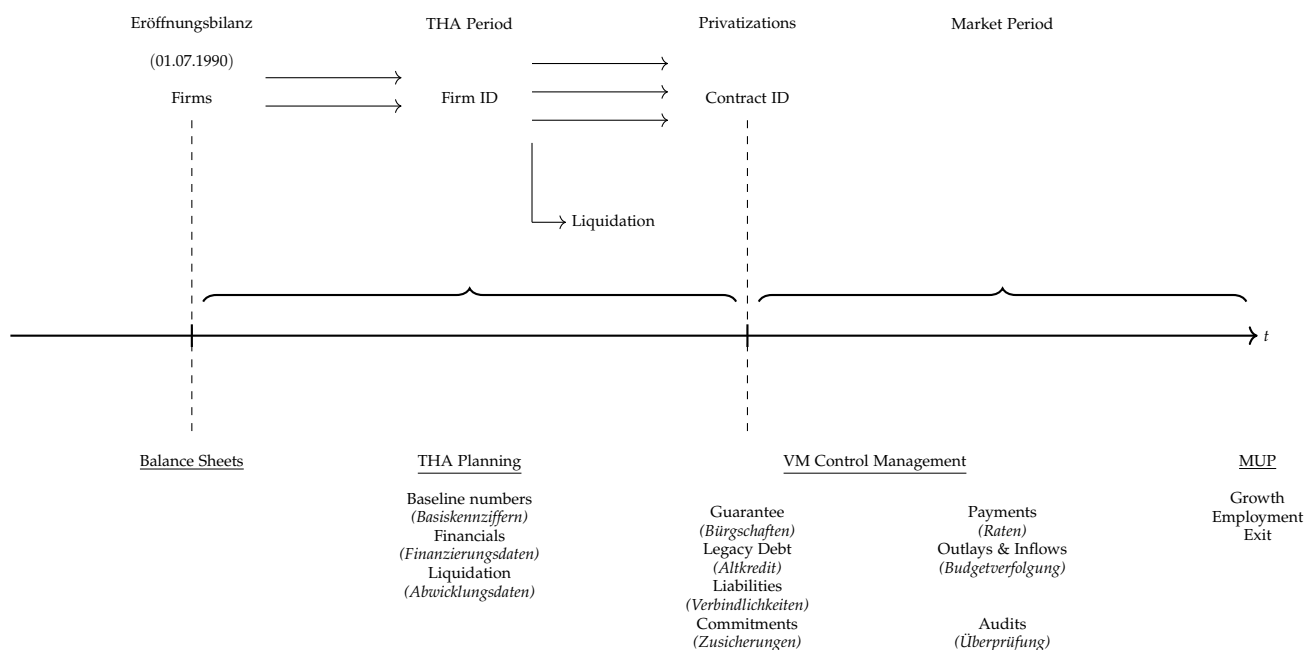 Eröffnungsbilanz
(01.07.1990)
Firms
THA Period
Firm ID
Privatizations
Contract ID
Market Period
Liquidation
t
Balance Sheets
THA Planning
Baseline numbers
(Basiskennziffern)
Financials
(Finanzierungsdaten)
Liquidation
(Abwicklungsdaten)
VM Control Management
Guarantee
(Bürgschaften)
Legacy Debt
(Altkredit)
Liabilities
(Verbindlichkeiten)
Commitments
(Zusicherungen)
Payments
(Raten)
Outlays & Inflows
(Budgetverfolgung)
Audits
(Überprüfung)
MUP
Growth
Employment
Exit